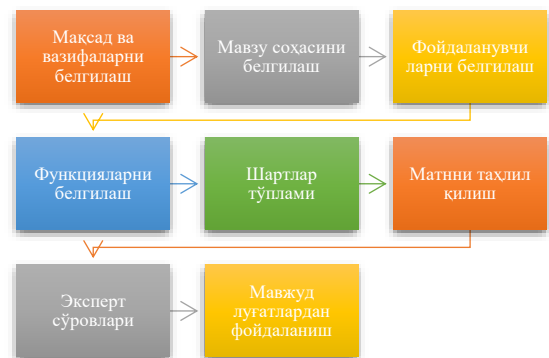 Мақсад ва
вазифаларни
белгилаш
Мавзу соҳасини
белгилаш
Фойдаланувчи
ларни белгилаш
Функцияларни
белгилаш
Шартлар
тўплами
Матнни таҳлил
қилиш
Эксперт
сўровлари
Мавжуд
луғатлардан
фойдаланиш